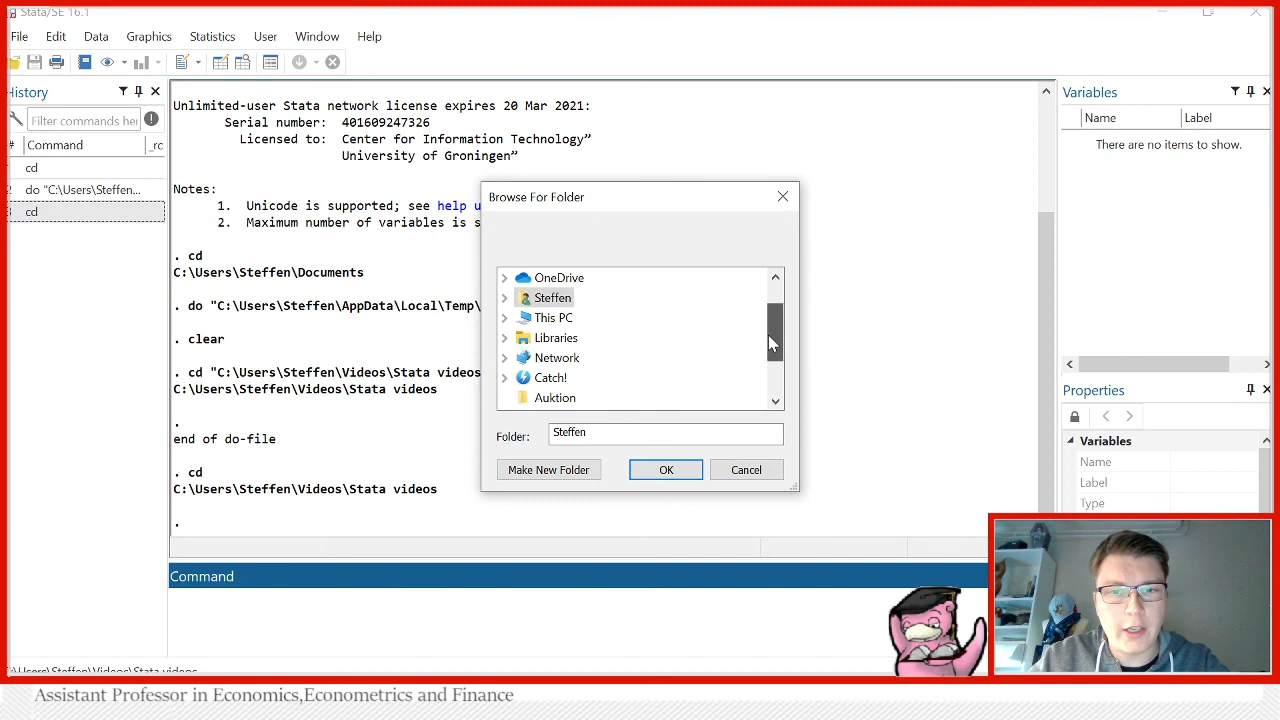 Stata/SE 16.1
File Edit Data Graphics Statistics User Window Help
History
Filter commands her
# Command _rc
cd
2 do "C:\Users\Steffen...
3 cd
Unlimited-user Stata network license expires 20 Mar 2021:
Serial number: 401609247326
Licensed to: Center for Information Technology”
University of Groningen”
Notes:
1. Unicode is supported; see help u
2. Maximum number of variables is s
. cd
C:\Users\Steffen\Documents
. do "C:\Users\Steffen\AppData\Local\Temp\
. clear
. cd "C:\Users\Steffen\Videos\Stata videos
C:\Users\Steffen\Videos\Stata videos
.
end of do-file
. cd
C:\Users\Steffen\Videos\Stata videos
.
Browse For Folder
OneDrive
Steffen
This PC
Libraries
Network
Catch!
Auktion
Folder: Steffen
Make New Folder OK Cancel
Variables
Name Label
There are no items to show.
Properties
Variables
Name
Label
Type
Command
Assistant Professor in Economics,Econometrics and Finance